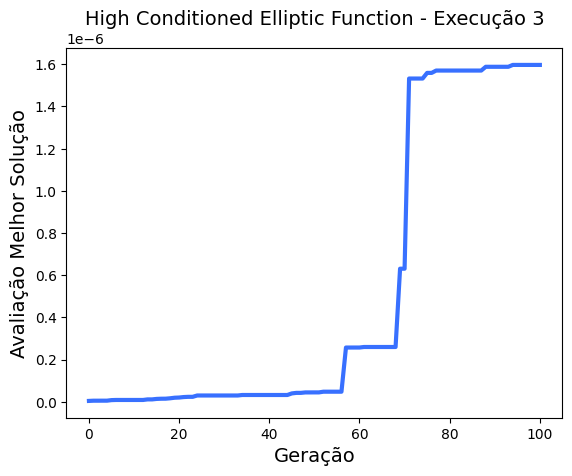 High Conditioned Elliptic Function - Execução 3
1e−6
1.6
1.4
1.2
1.0
0.8
0.6
0.4
0.2
0.0
Avaliação Melhor Solução
0 20 40 60 80 100
Geração